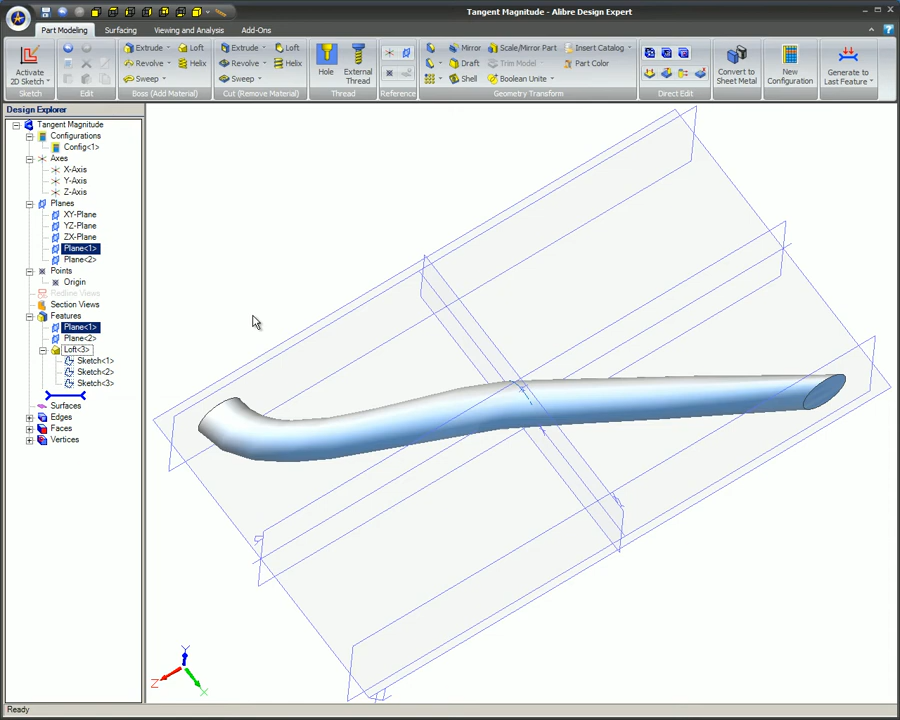 Tangent Magnitude - Alibre Design Expert
Part Modeling
Surfacing
Viewing and Analysis
Add-Ons
Activate
2D Sketch
Sketch
Edit
Extrude
Loft
Revolve
Helix
Sweep
Boss (Add Material)
Extrude
Loft
Revolve
Helix
Sweep
Cut (Remove Material)
Hole
External
Thread
Thread
Reference
Mirror
Scale/Mirror Part
Insert Catalog
Draft
Trim Model
Part Color
Shell
Boolean Unite
Geometry Transform
Direct Edit
Convert to
Sheet Metal
New
Configuration
Configurations
Generate to
Last Feature
Features
Design Explorer
Tangent Magnitude
Configurations
Config<1>
Axes
X-Axis
Y-Axis
Z-Axis
Planes
XY-Plane
YZ-Plane
ZX-Plane
Plane<1>
Plane<2>
Points
Origin
Redline Views
Section Views
Features
Plane<1>
Plane<2>
Loft<3>
Sketch<1>
Sketch<2>
Sketch<3>
Surfaces
Edges
Faces
Vertices
Y
Z
X
Ready